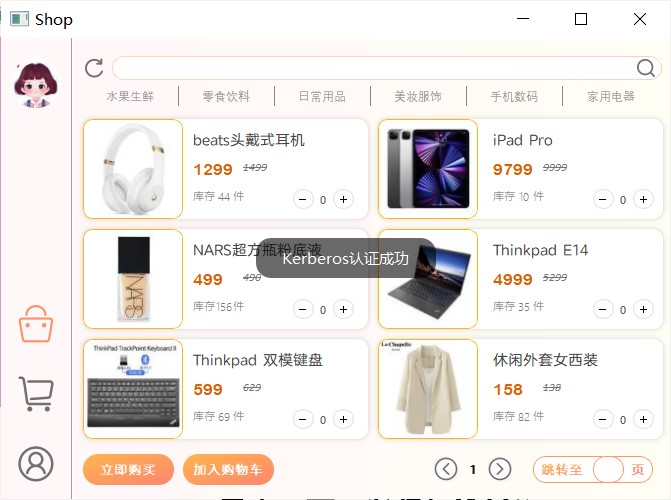 Shop
水果生鲜 零食饮料 日常用品 美妆服饰 手机数码 家用电器
beats头戴式耳机
1299 1499
库存 44 件
0
iPad Pro
9799 9999
库存 10 件
0
NARS超方瓶粉底液
499 490
库存156件
0
NARS
Thinkpad E14
4999 5299
库存 35 件
0
Kerberos认证成功
ThinkPad TrackPoint Keyboard II
Thinkpad 双模键盘
599 629
库存 69 件
0
La Chapelle
休闲外套女西装
158 138
库存 82 件
0
立即购买 加入购物车
1
跳转至 页